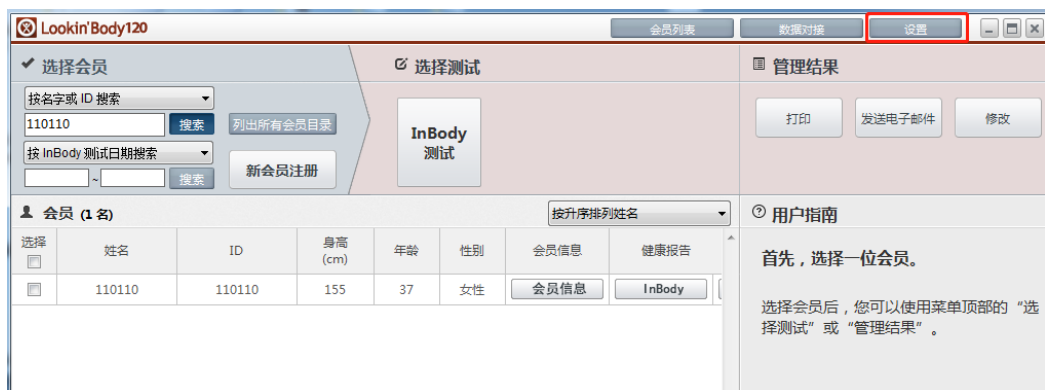 Lookin'Body120
会员列表
数据对接
设置
选择会员
选择测试
管理结果
按名字或 ID 搜索
110110
搜索
列出所有会员目录
按 InBody 测试日期搜索
~
搜索
新会员注册
InBody
测试
打印
发送电子邮件
修改
会员 (1 名)
按升序排列姓名
用户指南
选择
姓名
ID
身高
(cm)
年龄
性别
会员信息
健康报告
110110
110110
155
37
女性
会员信息
InBody
首先，选择一位会员。
选择会员后，您可以使用菜单顶部的“选
择测试”或“管理结果”。